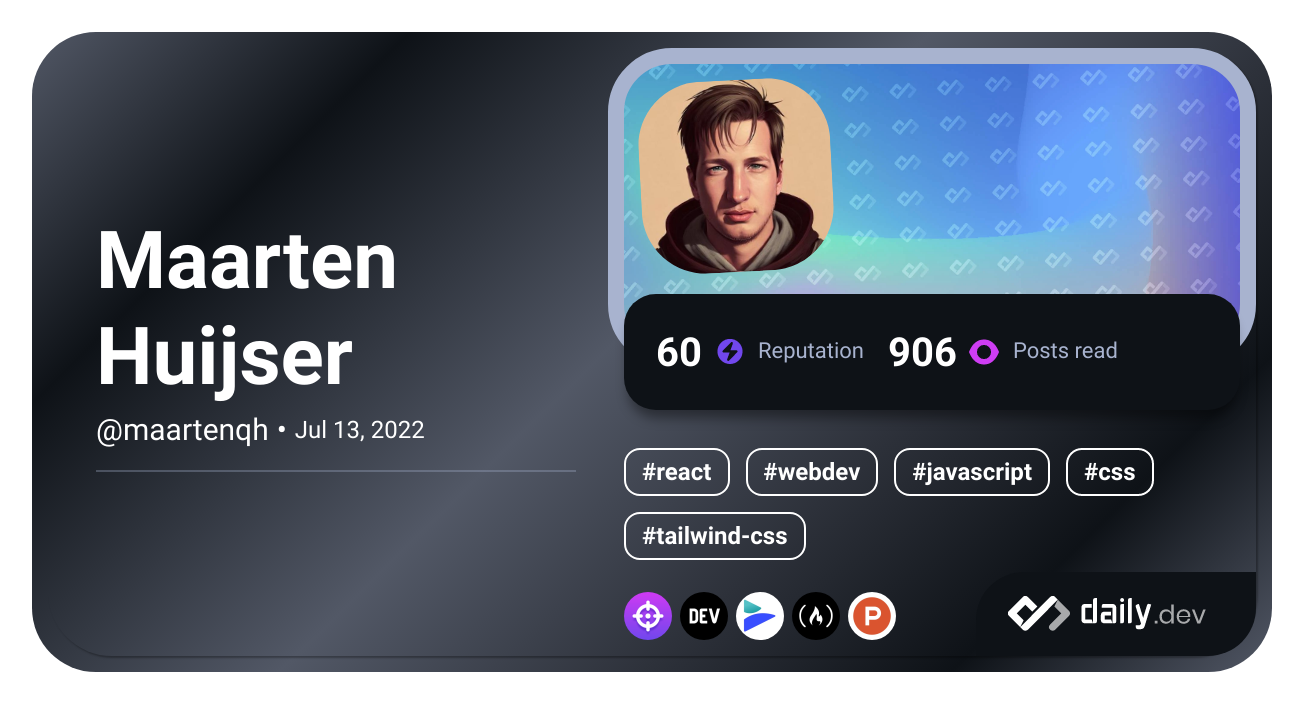 Maarten
Huijser
@maartenqh • Jul 13, 2022
60 Reputation 906 Posts read
#react #webdev #javascript #css
#tailwind-css
DEV P
daily.dev